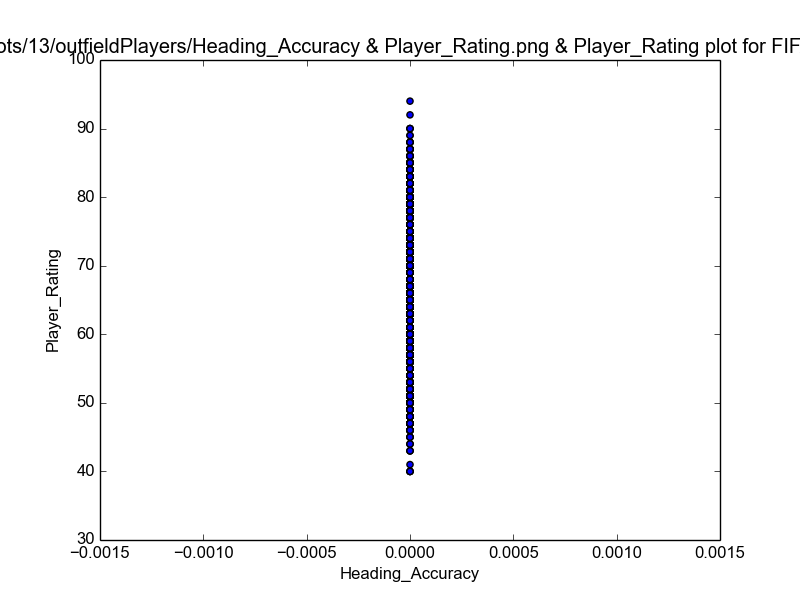 ots/13/outfieldPlayers/Heading_Accuracy & Player_Rating.png & Player_Rating plot for FIF
100
90
80
70
60
50
40
30
Player_Rating
−0.0015 −0.0010 −0.0005 0.0000 0.0005 0.0010 0.0015
Heading_Accuracy